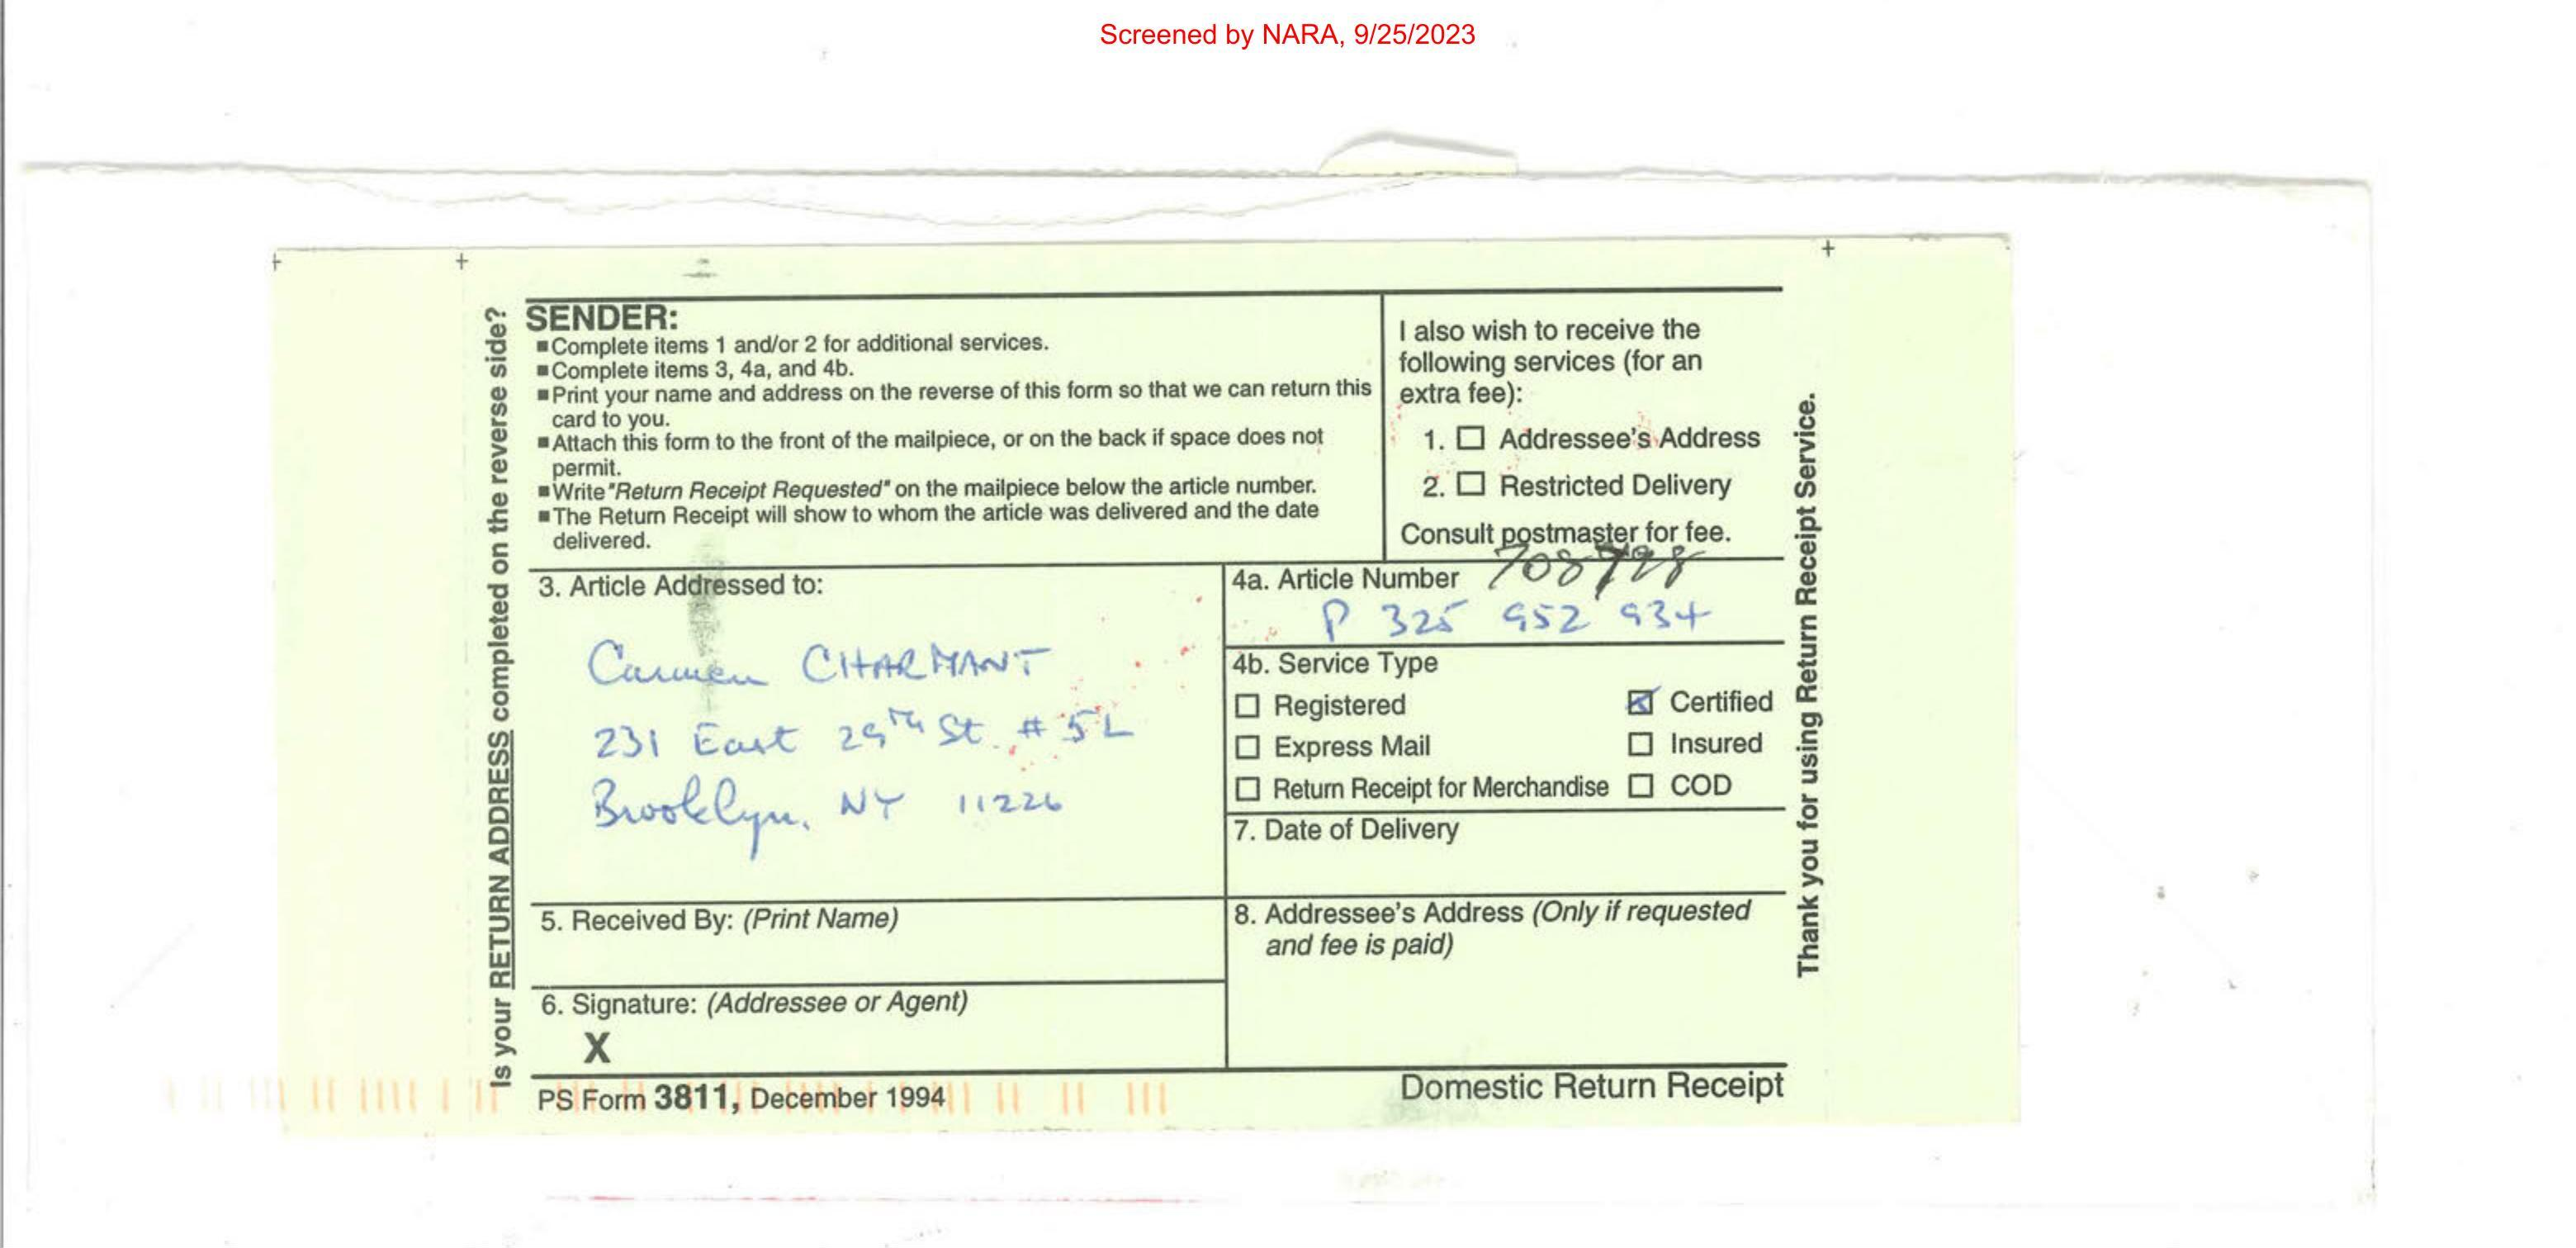 Screened by NARA, 9/25/2023
Is your RETURN ADDRESS completed on the reverse side?
SENDER:
■ Complete items 1 and/or 2 for additional services.
■ Complete items 3, 4a, and 4b.
■ Print your name and address on the reverse of this form so that we can return this
card to you.
■ Attach this form to the front of the mailpiece, or on the back if space does not
permit.
■ Write "Return Receipt Requested" on the mailpiece below the article number.
■ The Return Receipt will show to whom the article was delivered and the date
delivered.
I also wish to receive the
following services (for an
extra fee):
1. ☐ Addressee's Address
2. ☐ Restricted Delivery
Consult postmaster for fee.
3. Article Addressed to:
Carmen CHARMANT
231 East 29th St. # 5L
Brooklyn, NY 11226
4a. Article Number
P 325 952 934
4b. Service Type
☐ Registered ☒ Certified
☐ Express Mail ☐ Insured
☐ Return Receipt for Merchandise ☐ COD
7. Date of Delivery
5. Received By: (Print Name)
8. Addressee's Address (Only if requested
and fee is paid)
6. Signature: (Addressee or Agent)
X
PS Form 3811, December 1994
Domestic Return Receipt
Thank you for using Return Receipt Service.